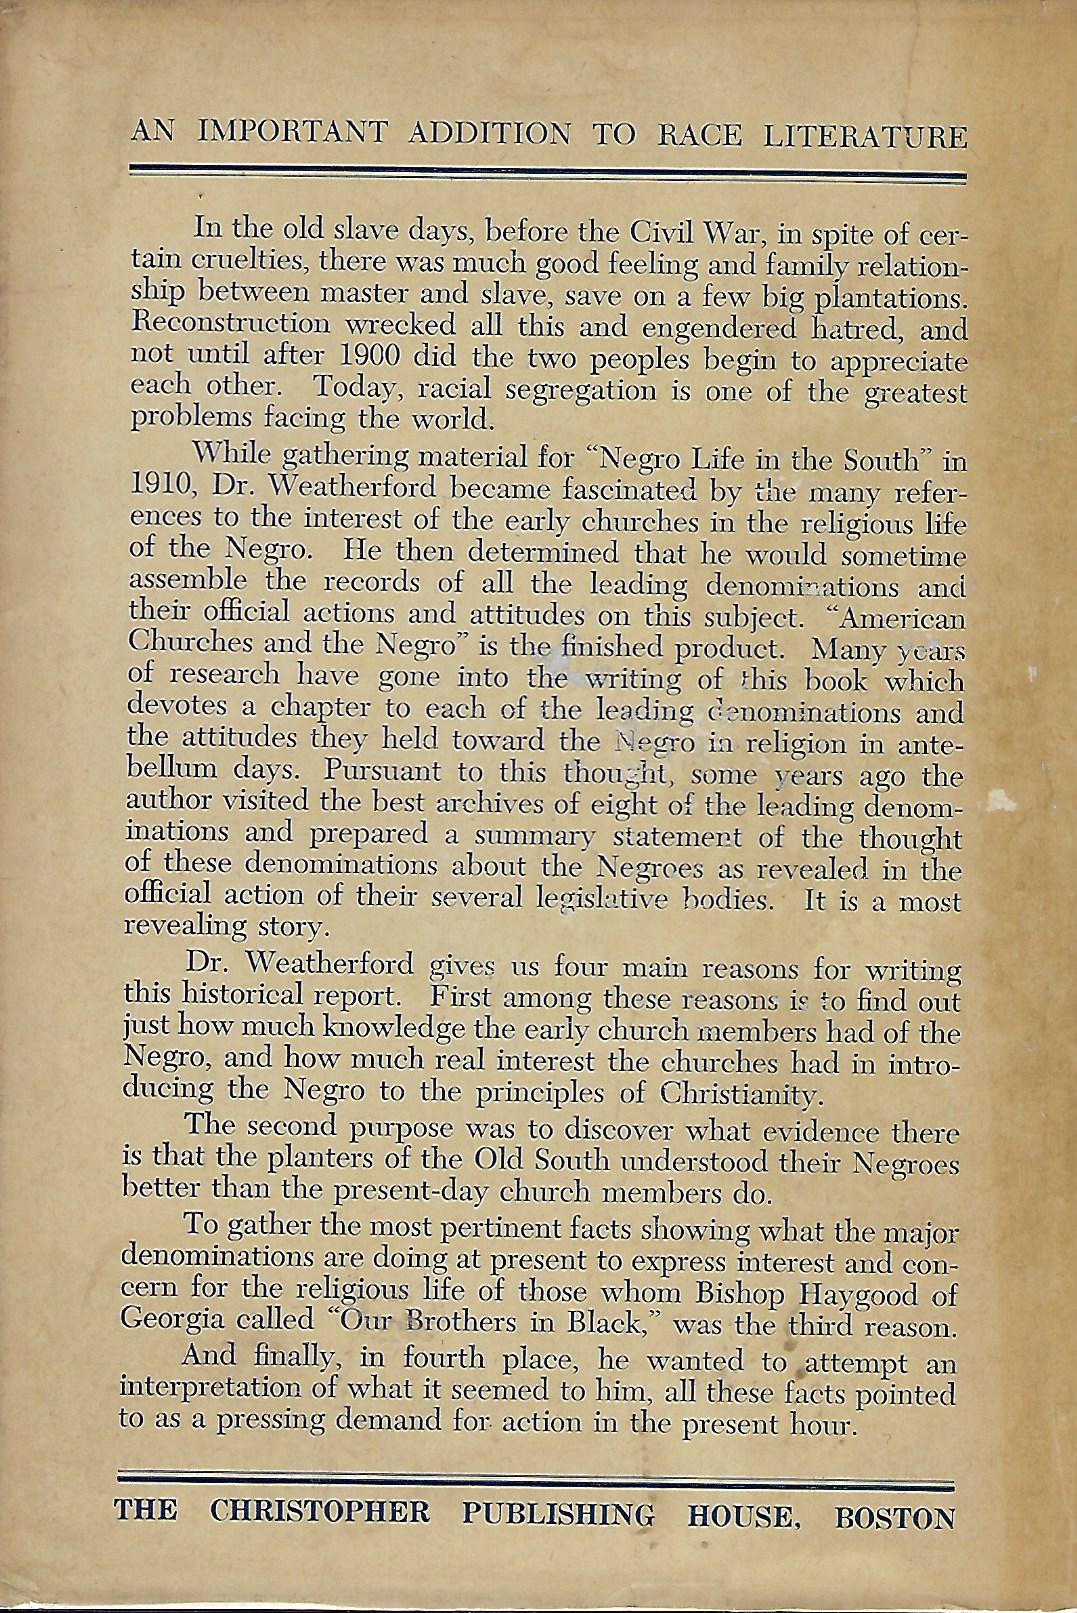 AN IMPORTANT ADDITION TO RACE LITERATURE
In the old slave days, before the Civil War, in spite of cer-
tain cruelties, there was much good feeling and family relation-
ship between master and slave, save on a few big plantations.
Reconstruction wrecked all this and engendered hatred, and
not until after 1900 did the two peoples begin to appreciate
each other. Today, racial segregation is one of the greatest
problems facing the world.
While gathering material for “Negro Life in the South” in
1910, Dr. Weatherford became fascinated by the many refer-
ences to the interest of the early churches in the religious life
of the Negro. He then determined that he would sometime
assemble the records of all the leading denominations and
their official actions and attitudes on this subject. “American
Churches and the Negro” is the finished product. Many years
of research have gone into the writing of this book which
devotes a chapter to each of the leading denominations and
the attitudes they held toward the Negro in religion in ante-
bellum days. Pursuant to this thought, some years ago the
author visited the best archives of eight of the leading denom-
inations and prepared a summary statement of the thought
of these denominations about the Negroes as revealed in the
official action of their several legislative bodies. It is a most
revealing story.
Dr. Weatherford gives us four main reasons for writing
this historical report. First among these reasons is to find out
just how much knowledge the early church members had of the
Negro, and how much real interest the churches had in intro-
ducing the Negro to the principles of Christianity.
The second purpose was to discover what evidence there
is that the planters of the Old South understood their Negroes
better than the present-day church members do.
To gather the most pertinent facts showing what the major
denominations are doing at present to express interest and con-
cern for the religious life of those whom Bishop Haygood of
Georgia called “Our Brothers in Black,” was the third reason.
And finally, in fourth place, he wanted to attempt an
interpretation of what it seemed to him, all these facts pointed
to as a pressing demand for action in the present hour.
THE CHRISTOPHER PUBLISHING HOUSE, BOSTON